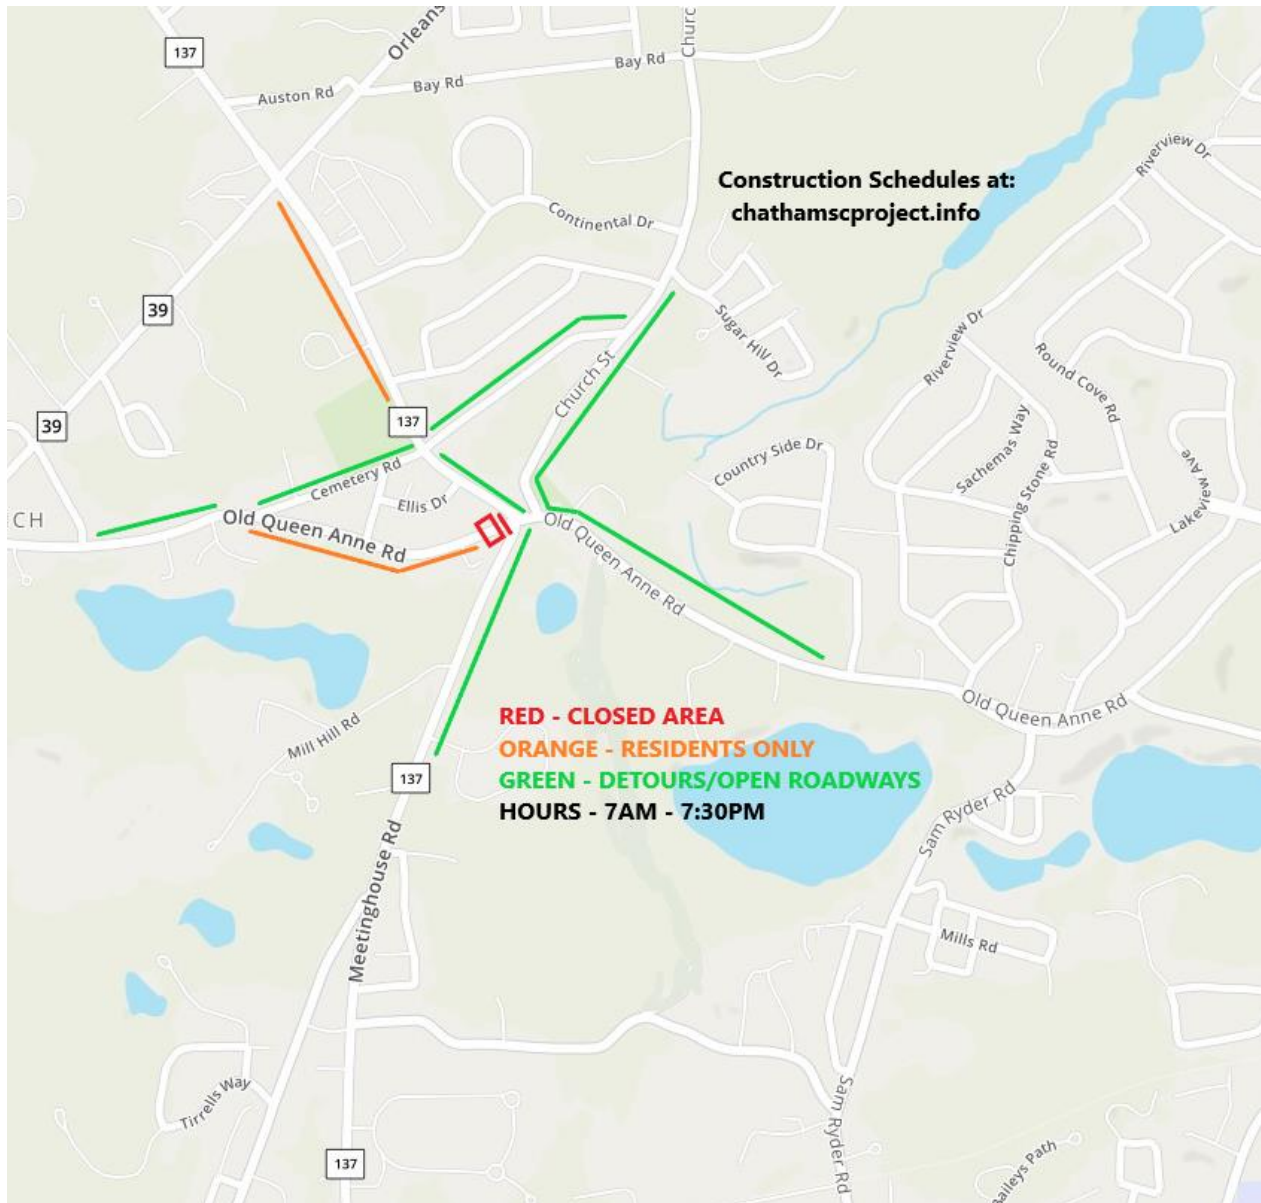 137
Orleans
Churc
Auston Rd
Bay Rd
Bay Rd
Riverview Dr
Construction Schedules at:
chathamscproject.info
Continental Dr
39
Sugar Hill Dr
Riverview Dr
Round Cove Rd
Church St
39
137
Country Side Dr
Sachemas Way
Chipping Stone Rd
Lakeview Ave
Cemetery Rd
Ellis Dr
CH
Old Queen Anne Rd
Old Queen Anne Rd
Old Queen Anne Rd
Mill Hill Rd
RED - CLOSED AREA
ORANGE - RESIDENTS ONLY
GREEN - DETOURS/OPEN ROADWAYS
HOURS - 7AM - 7:30PM
137
Sam Ryder Rd
Meetinghouse Rd
Mills Rd
Tirrells Way
Sam Ryder Rd
137
Baileys Path